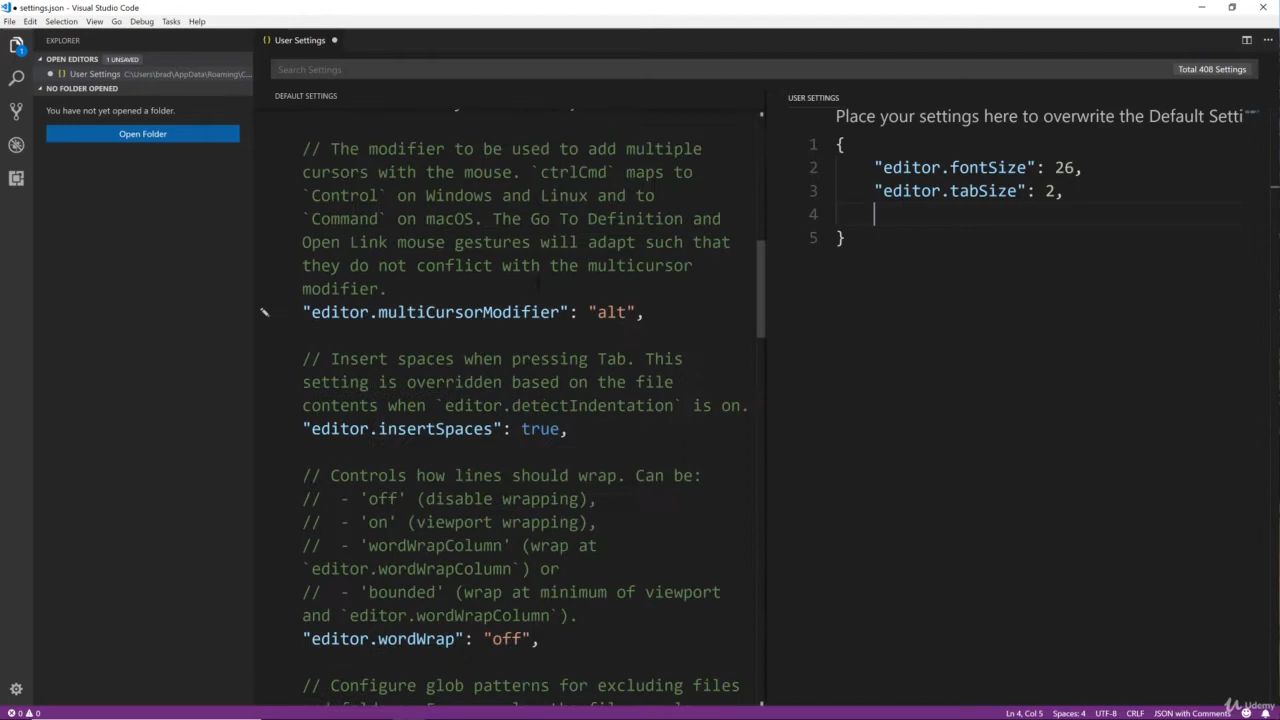 settings.json - Visual Studio Code
File Edit Selection View Go Debug Tasks Help
EXPLORER
OPEN EDITORS 1 UNSAVED
User Settings C:\Users\brad\AppData\Roaming\C...
NO FOLDER OPENED
You have not yet opened a folder.
Open Folder
1
User Settings
Search Settings
Total 408 Settings
DEFAULT SETTINGS
// The modifier to be used to add multiple
cursors with the mouse. `ctrlCmd` maps to
`Control` on Windows and Linux and to
`Command` on macOS. The Go To Definition and
Open Link mouse gestures will adapt such that
they do not conflict with the multicursor
modifier.
"editor.multiCursorModifier": "alt",
// Insert spaces when pressing Tab. This
setting is overridden based on the file
contents when `editor.detectIndentation` is on.
"editor.insertSpaces": true,
// Controls how lines should wrap. Can be:
//  - 'off' (disable wrapping),
//  - 'on' (viewport wrapping),
//  - 'wordWrapColumn' (wrap at
`editor.wordWrapColumn`) or
//  - 'bounded' (wrap at minimum of viewport
and `editor.wordWrapColumn`).
"editor.wordWrap": "off",
// Configure glob patterns for excluding files
USER SETTINGS
Place your settings here to overwrite the Default Setti
1 {
2 "editor.fontSize": 26,
3 "editor.tabSize": 2,
4
5 }
0 0
Ln 4, Col 5 Spaces: 4 UTF-8 CRLF JSON with Comments
Udemy